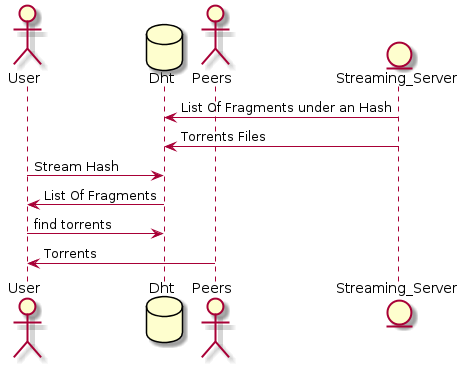 User
Dht
Peers
Streaming_Server
List Of Fragments under an Hash
Torrents Files
Stream Hash
List Of Fragments
find torrents
Torrents
User
Dht
Peers
Streaming_Server